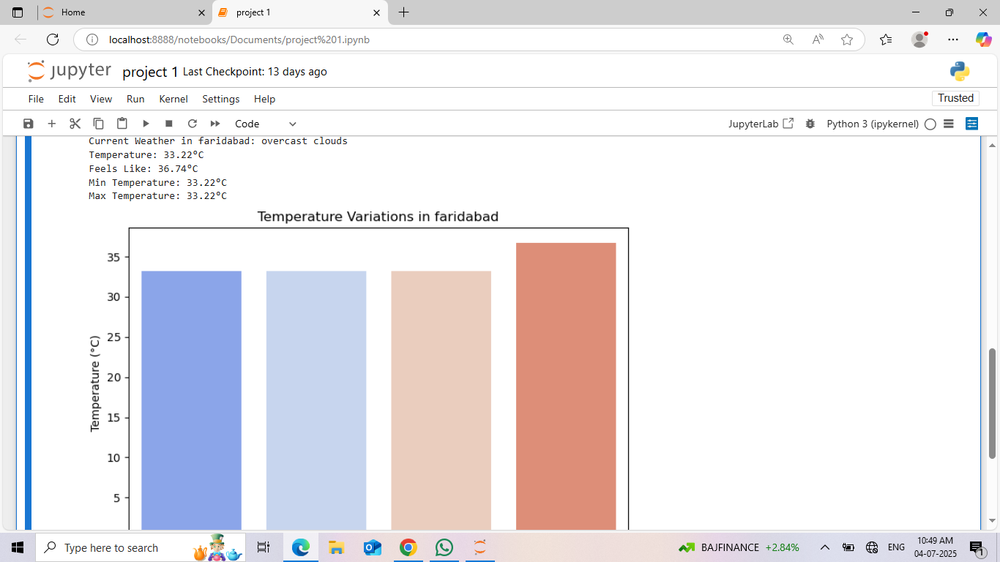 Home
project 1
localhost:8888/notebooks/Documents/project%201.ipynb
jupyter project 1 Last Checkpoint: 13 days ago
File Edit View Run Kernel Settings Help
Trusted
Code
JupyterLab
Python 3 (ipykernel)
Current Weather in faridabad: overcast clouds
Temperature: 33.22°C
Feels Like: 36.74°C
Min Temperature: 33.22°C
Max Temperature: 33.22°C
Temperature Variations in faridabad
35
30
25
20
15
10
5
Temperature (°C)
Type here to search
BAJFINANCE +2.84%
ENG
10:49 AM
04-07-2025
1